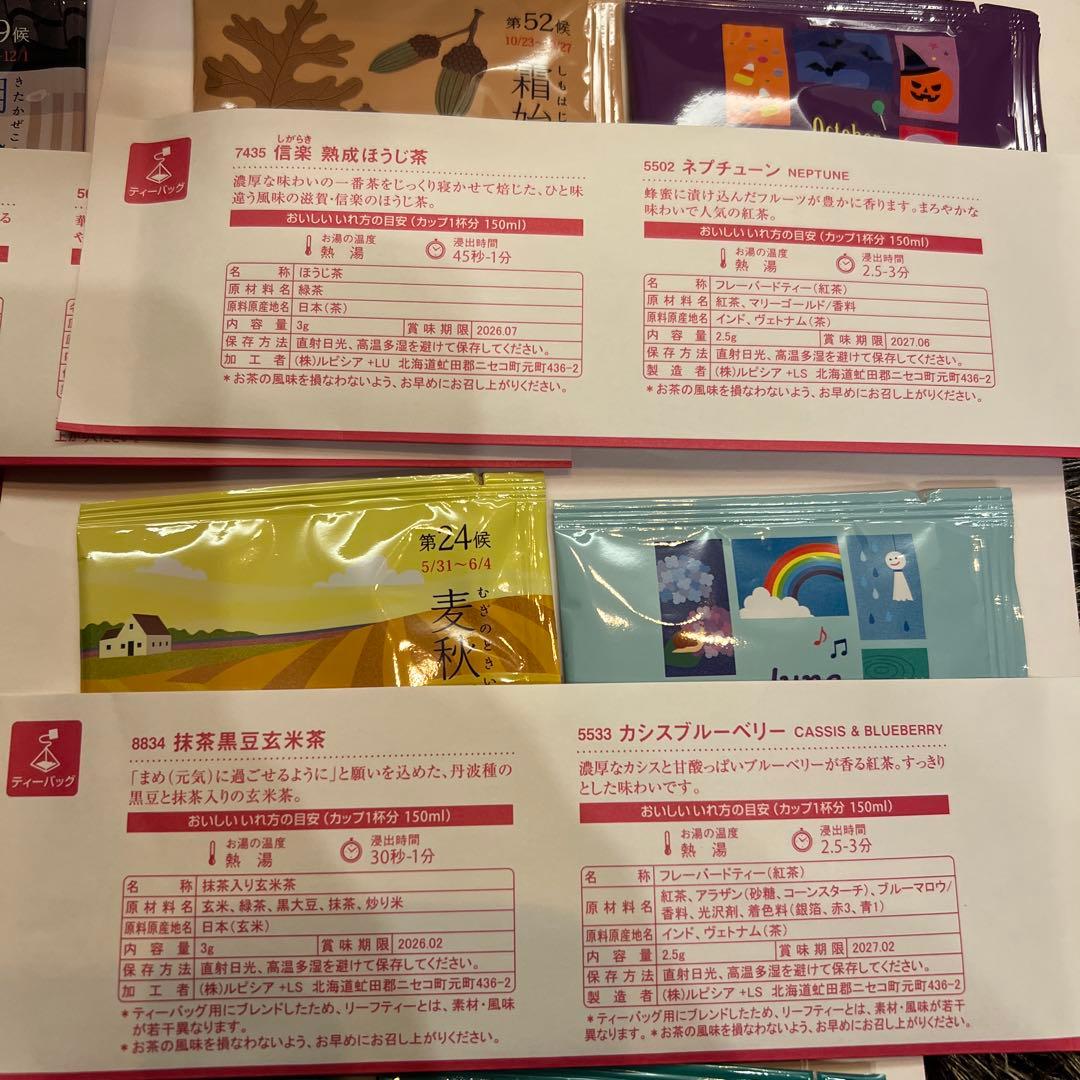 9候
-12/1
きたかぜこ
第52候
しもはじ
霜始
October
ティーバッグ
7435 信楽 熟成ほうじ茶
しがらき
濃厚な味わいの一番茶をじっくり寝かせて焙じた、ひと味
違う風味の滋賀・信楽のほうじ茶。
おいしいいれ方の目安(カップ1杯分 150ml)
お湯の温度
熱湯
浸出時間
45秒-1分
名称 ほうじ茶
原材料名 緑茶
原料原産地名 日本(茶)
内容量 3g 賞味期限 2026.07
保存方法 直射日光、高温多湿を避けて保存してください。
加工者 (株)ルピシア +LU 北海道虻田郡ニセコ町元町436-2
*お茶の風味を損なわないよう、お早めにお召し上がりください。
5502 ネプチューン NEPTUNE
蜂蜜に漬け込んだフルーツが豊かに香ります。まろやかな
味わいで人気の紅茶。
おいしいいれ方の目安(カップ1杯分 150ml)
お湯の温度
熱湯
浸出時間
2.5-3分
名称 フレーバードティー(紅茶)
原材料名 紅茶、マリーゴールド/香料
原料原産地名 インド、ヴェトナム(茶)
内容量 2.5g 賞味期限 2027.06
保存方法 直射日光、高温多湿を避けて保存してください。
製造者 (株)ルピシア +LS 北海道虻田郡ニセコ町元町436-2
*お茶の風味を損なわないよう、お早めにお召し上がりください。
第24候
5/31~6/4
むぎのときい
麦秋
June
ティーバッグ
8834 抹茶黒豆玄米茶
「まめ(元気)に過ごせるように」と願いを込めた、丹波種の
黒豆と抹茶入りの玄米茶。
おいしいいれ方の目安(カップ1杯分 150ml)
お湯の温度
熱湯
浸出時間
30秒-1分
名称 抹茶入り玄米茶
原材料名 玄米、緑茶、黒大豆、抹茶、炒り米
原料原産地名 日本(玄米)
内容量 3g 賞味期限 2026.02
保存方法 直射日光、高温多湿を避けて保存してください。
加工者 (株)ルピシア +LS 北海道虻田郡ニセコ町元町436-2
*ティーバッグ用にブレンドしたため、リーフティーとは、素材・風味
が若干異なります。
*お茶の風味を損なわないよう、お早めにお召し上がりください。
5533 カシスブルーベリー CASSIS & BLUEBERRY
濃厚なカシスと甘酸っぱいブルーベリーが香る紅茶。すっきり
とした味わいです。
おいしいいれ方の目安(カップ1杯分 150ml)
お湯の温度
熱湯
浸出時間
2.5-3分
名称 フレーバードティー(紅茶)
原材料名 紅茶、アラザン(砂糖、コーンスターチ)、ブルーマロウ/
香料、光沢剤、着色料(銀箔、赤3、青1)
原料原産地名 インド、ヴェトナム(茶)
内容量 2.5g 賞味期限 2027.02
保存方法 直射日光、高温多湿を避けて保存してください。
製造者 (株)ルピシア +LS 北海道虻田郡ニセコ町元町436-2
*ティーバッグ用にブレンドしたため、リーフティーとは、素材・風味が若干
異なります。*お茶の風味を損なわないよう、お早めにお召し上がりください。